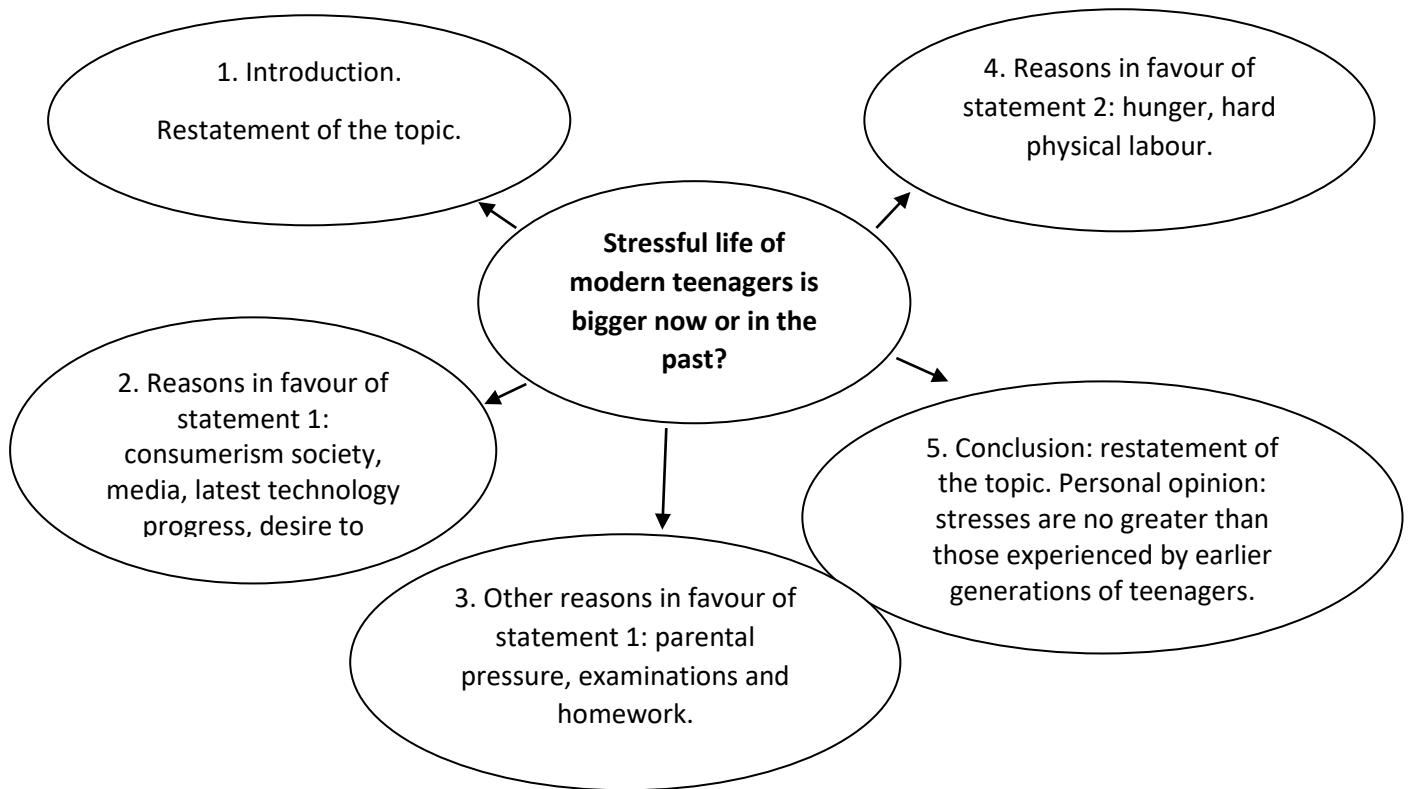 1. Introduction.
Restatement of the topic.
4. Reasons in favour of
statement 2: hunger, hard
physical labour.
Stressful life of
modern teenagers is
bigger now or in the
past?
2. Reasons in favour of
statement 1:
consumerism society,
media, latest technology
progress, desire to
3. Other reasons in favour of
statement 1: parental
pressure, examinations and
homework.
5. Conclusion: restatement of
the topic. Personal opinion:
stresses are no greater than
those experienced by earlier
generations of teenagers.